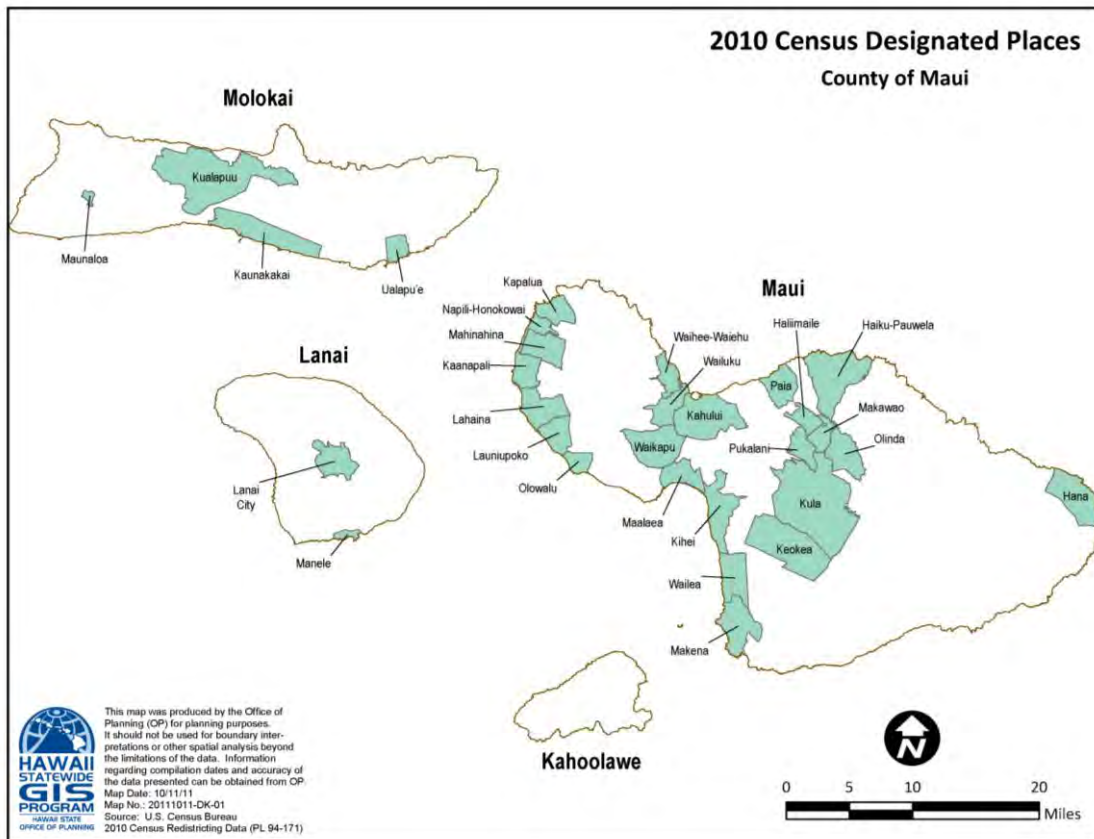 2010 Census Designated Places
County of Maui
Molokai
Kualapuu
Maunaloa
Kaunakakai
Ualapu'e
Lanai
Lanai
City
Manele
Maui
Kapalua
Napili-Honokowai
Mahinahina
Kaanapali
Lahaina
Launiupoko
Olowalu
Waihee-Waiehu
Wailuku
Kahului
Waikapu
Maalaea
Kihei
Wailea
Makena
Haliimaile
Haiku-Pauwela
Paia
Makawao
Pukalani
Olinda
Kula
Keokea
Hana
Kahoolawe
HAWAII
STATEWIDE
GIS
PROGRAM
HAWAII STATE
OFFICE OF PLANNING
This map was produced by the Office of
Planning (OP) for planning purposes.
It should not be used for boundary inter-
pretations or other spatial analysis beyond
the limitations of the data. Information
regarding compilation dates and accuracy of
the data presented can be obtained from OP
Map Date: 10/11/11
Map No.: 20111011-DK-01
Source: U.S. Census Bureau
2010 Census Redistricting Data (PL 94-171)
N
0 5 10 20
Miles